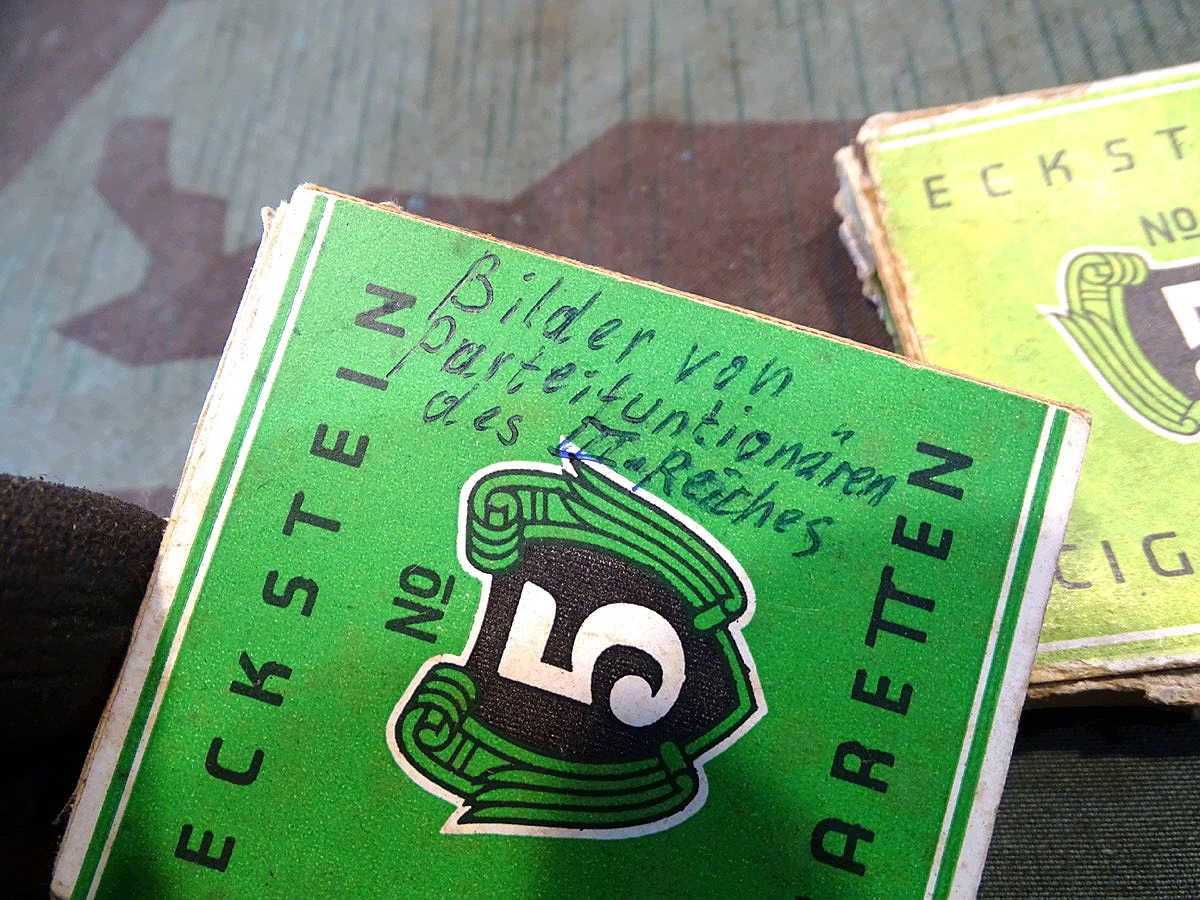 Bilder von
Parteifuntionären
des III. Reiches
ECKSTEIN
No
5
ARETTEN
ECKST
No
CIG